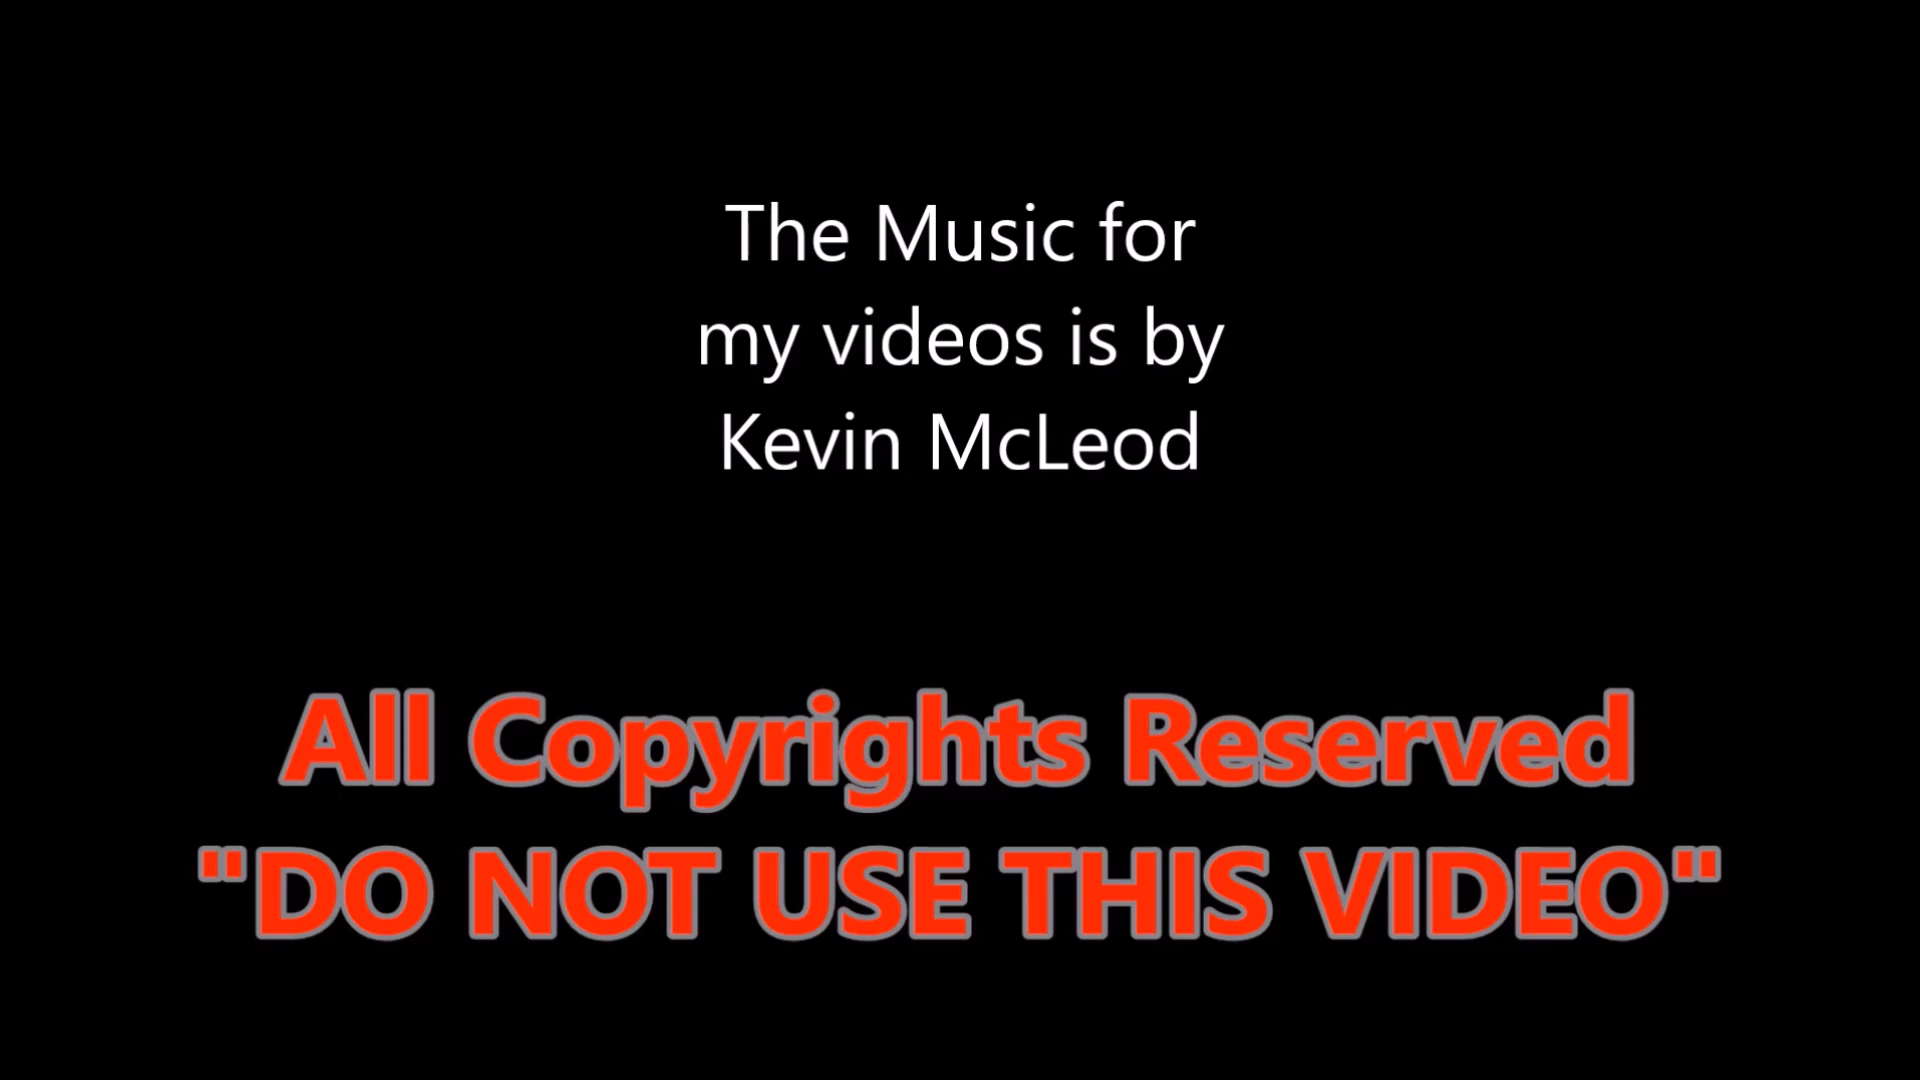 The Music for
my videos is by
Kevin McLeod
All Copyrights Reserved
"DO NOT USE THIS VIDEO"